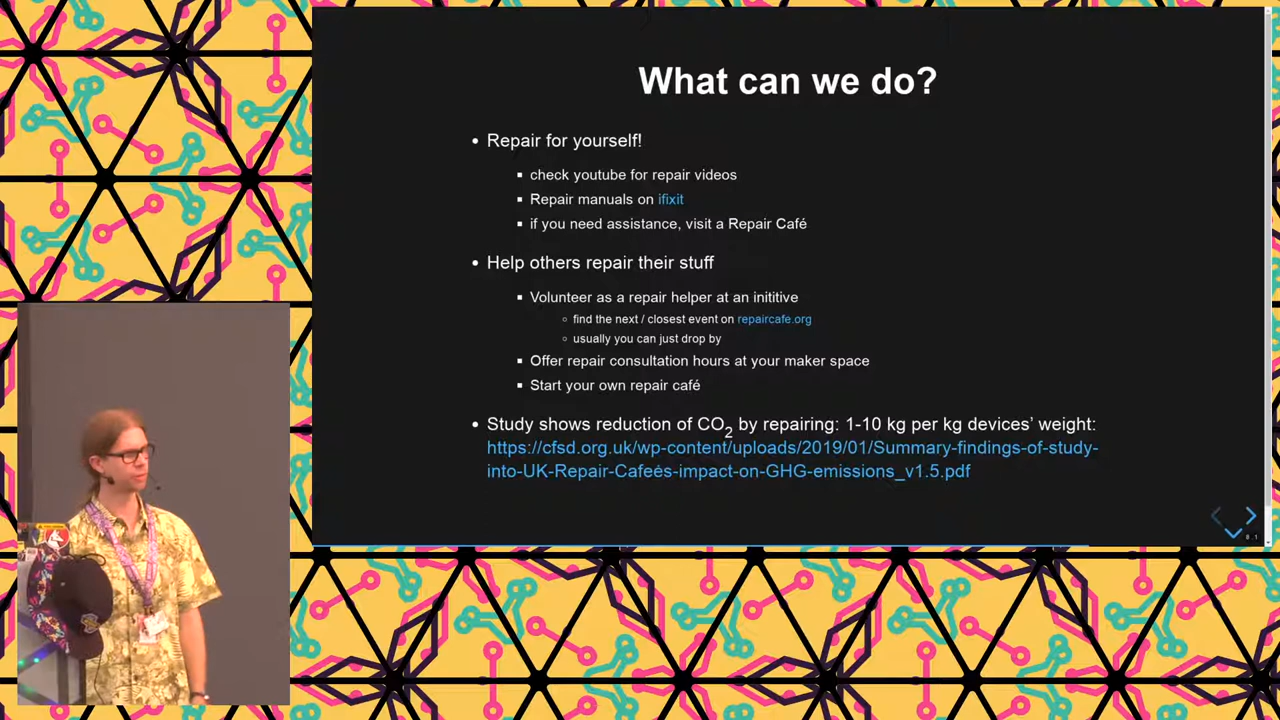 What can we do?
Repair for yourself!
check youtube for repair videos
Repair manuals on ifixit
if you need assistance, visit a Repair Café
Help others repair their stuff
Volunteer as a repair helper at an inititive
find the next / closest event on repaircafe.org
usually you can just drop by
Offer repair consultation hours at your maker space
Start your own repair café
Study shows reduction of CO2 by repairing: 1-10 kg per kg devices' weight:
https://cfsd.org.uk/wp-content/uploads/2019/01/Summary-findings-of-study-
into-UK-Repair-Cafeés-impact-on-GHG-emissions_v1.5.pdf
8.1